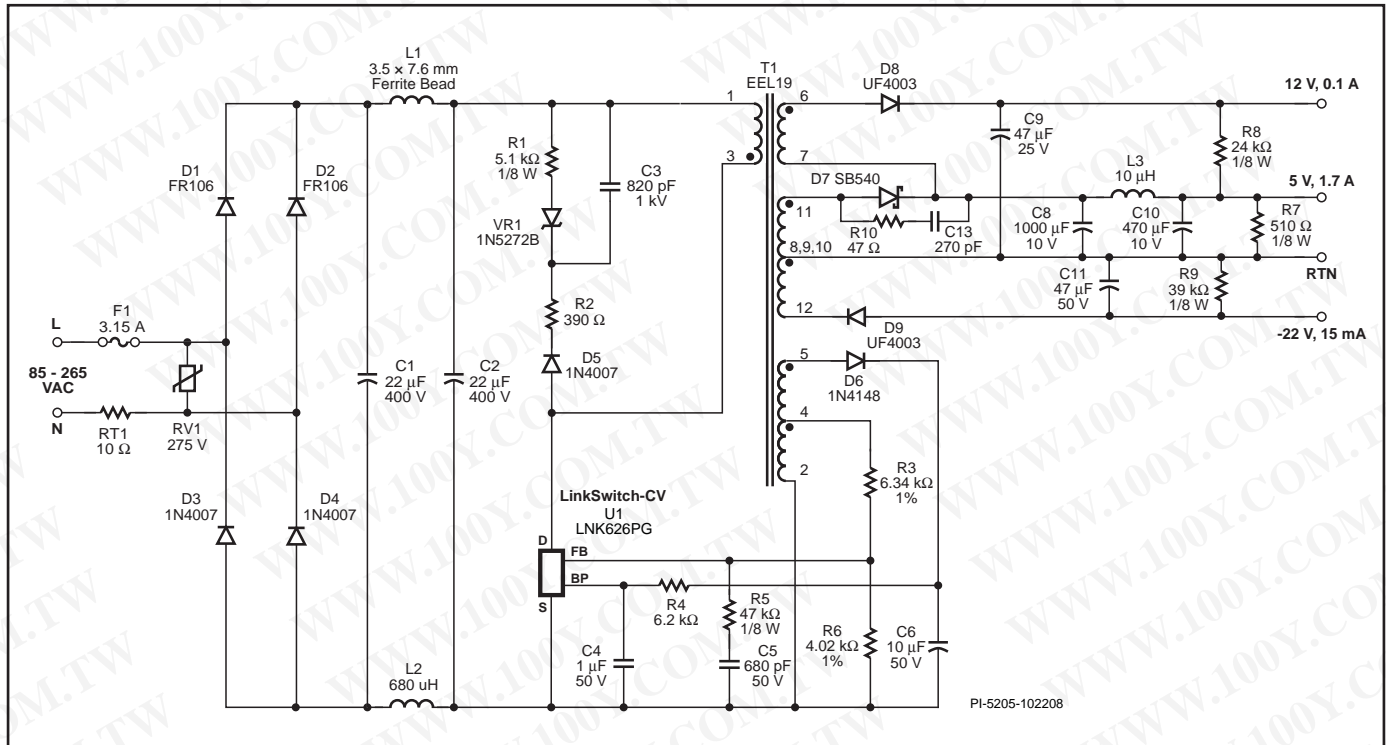 L1
3.5 × 7.6 mm
Ferrite Bead
D1
FR106
D2
FR106
R1
5.1 kΩ
1/8 W
C3
820 pF
1 kV
VR1
1N5272B
R2
390 Ω
D5
1N4007
T1
EEL19
1
3
6
7
11
8,9,10
12
5
4
2
D8
UF4003
C9
47 µF
25 V
12 V, 0.1 A
R8
24 kΩ
1/8 W
D7 SB540
L3
10 µH
5 V, 1.7 A
R10
47 Ω
C13
270 pF
C8
1000 µF
10 V
C10
470 µF
10 V
R7
510 Ω
1/8 W
RTN
C11
47 µF
50 V
R9
39 kΩ
1/8 W
-22 V, 15 mA
D9
UF4003
D6
1N4148
L
F1
3.15 A
85 - 265
VAC
N
RT1
10 Ω
RV1
275 V
C1
22 µF
400 V
C2
22 µF
400 V
D3
1N4007
D4
1N4007
LinkSwitch-CV
U1
LNK626PG
D
FB
BP
S
R3
6.34 kΩ
1%
R4
6.2 kΩ
R5
47 kΩ
1/8 W
R6
4.02 kΩ
1%
C4
1 µF
50 V
C5
680 pF
50 V
C6
10 µF
50 V
L2
680 uH
PI-5205-102208
WWW.100Y.COM.TW